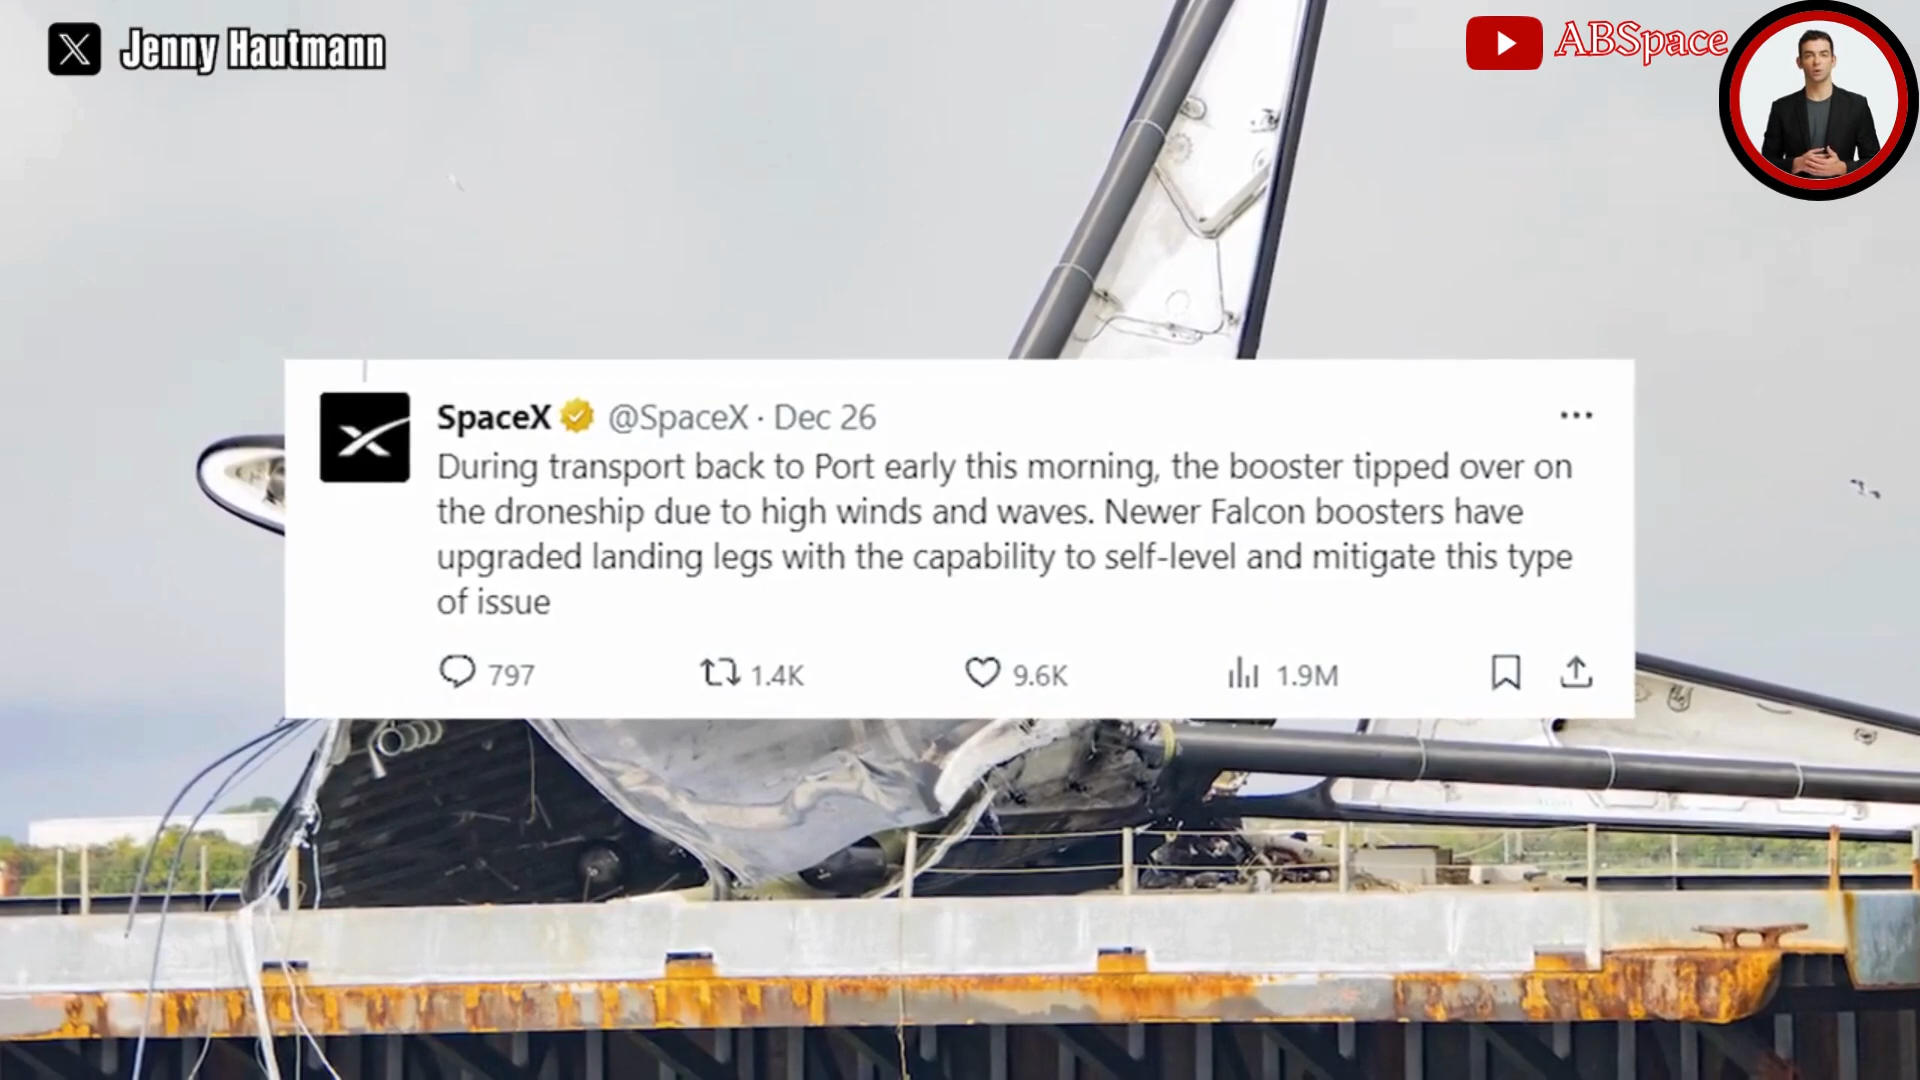 Jenny Hautmann
ABSpace
SpaceX @SpaceX · Dec 26
During transport back to Port early this morning, the booster tipped over on
the droneship due to high winds and waves. Newer Falcon boosters have
upgraded landing legs with the capability to self-level and mitigate this type
of issue
797 1.4K 9.6K 1.9M